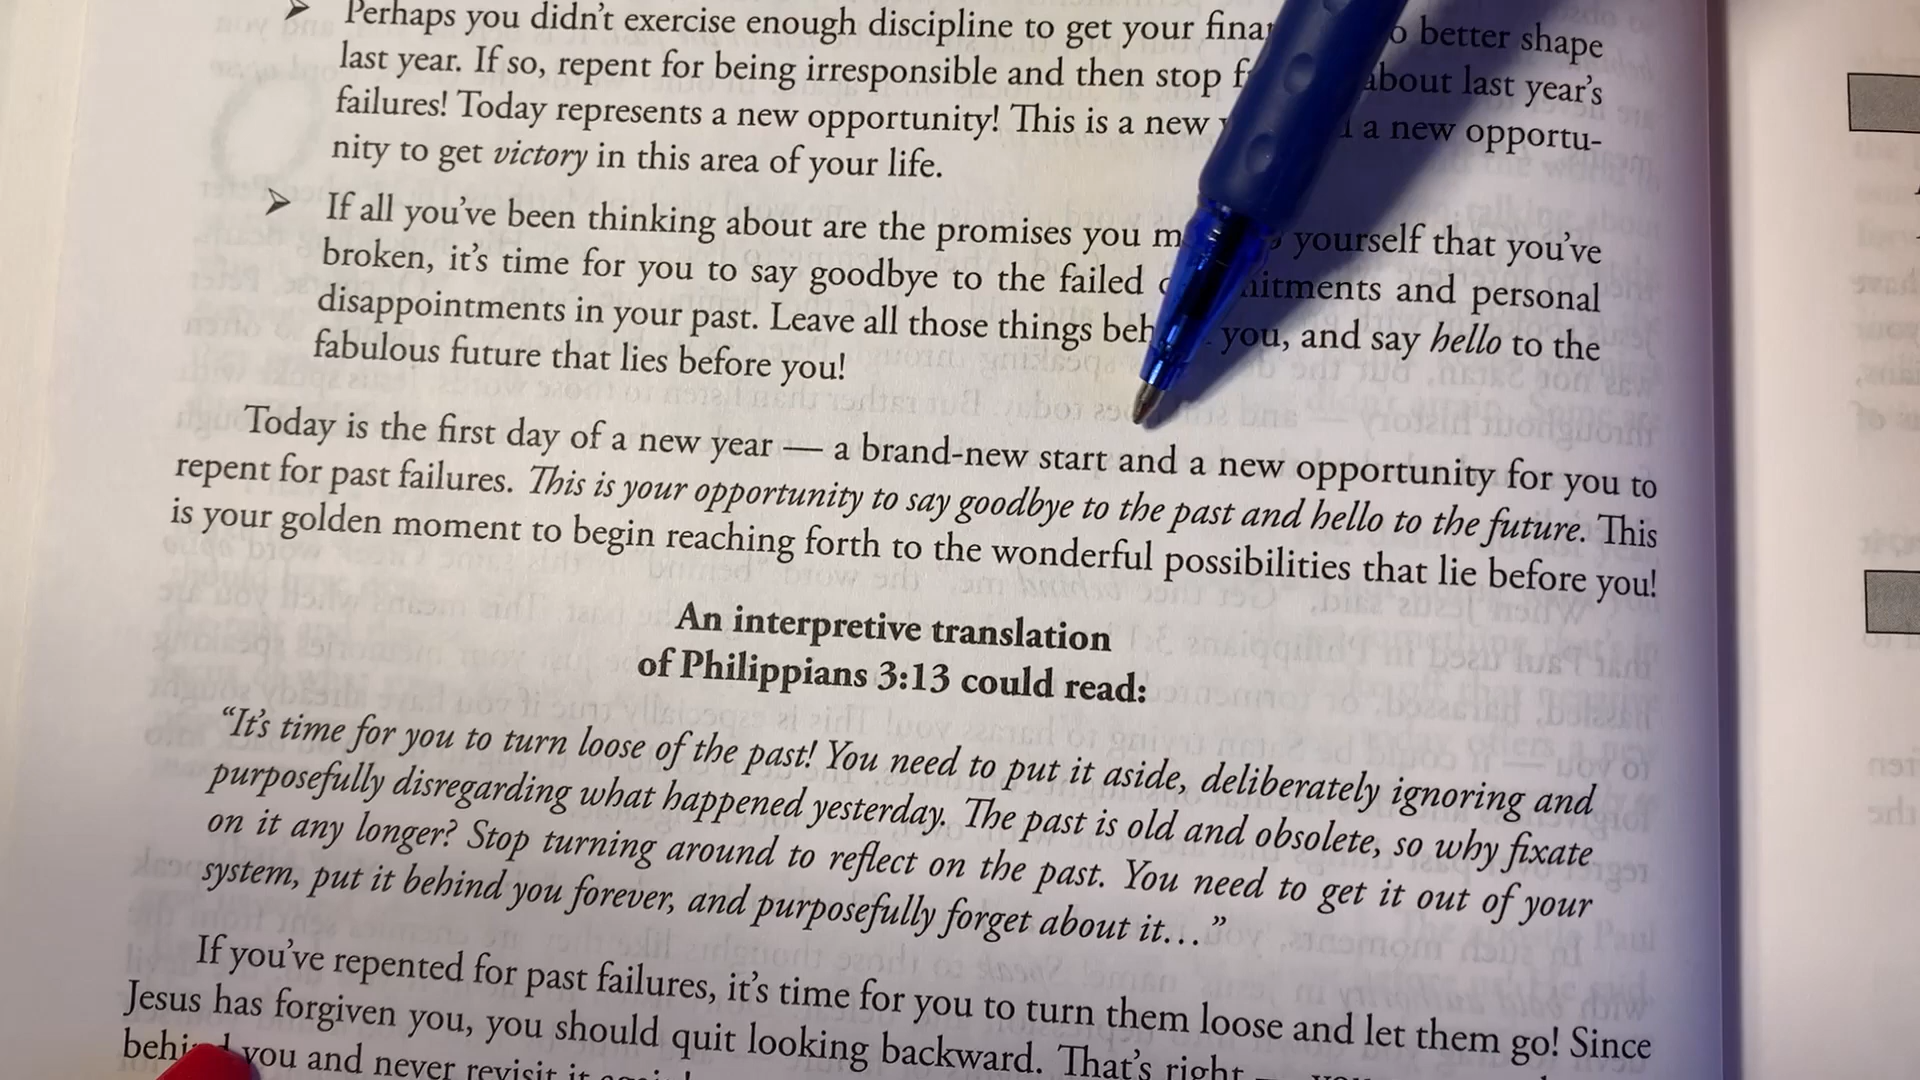 ➢ Perhaps you didn't exercise enough discipline to get your finan better shape
last year. If so, repent for being irresponsible and then stop about last year's
failures! Today represents a new opportunity! This is a new a new opportu-
nity to get victory in this area of your life.
➢ If all you've been thinking about are the promises you yourself that you've
broken, it's time for you to say goodbye to the failed and personal
disappointments in your past. Leave all those things you, and say hello to the
fabulous future that lies before you!
Today is the first day of a new year — a brand-new start and a new opportunity for you to
repent for past failures. This is your opportunity to say goodbye to the past and hello to the future. This
is your golden moment to begin reaching forth to the wonderful possibilities that lie before you!
An interpretive translation
of Philippians 3:13 could read:
“It's time for you to turn loose of the past! You need to put it aside, deliberately ignoring and
purposefully disregarding what happened yesterday. The past is old and obsolete, so why fixate
on it any longer? Stop turning around to reflect on the past. You need to get it out of your
system, put it behind you forever, and purposefully forget about it…”
If you've repented for past failures, it's time for you to turn them loose and let them go! Since
Jesus has forgiven you, you should quit looking backward. That's right —
behind you and never revisit it again!